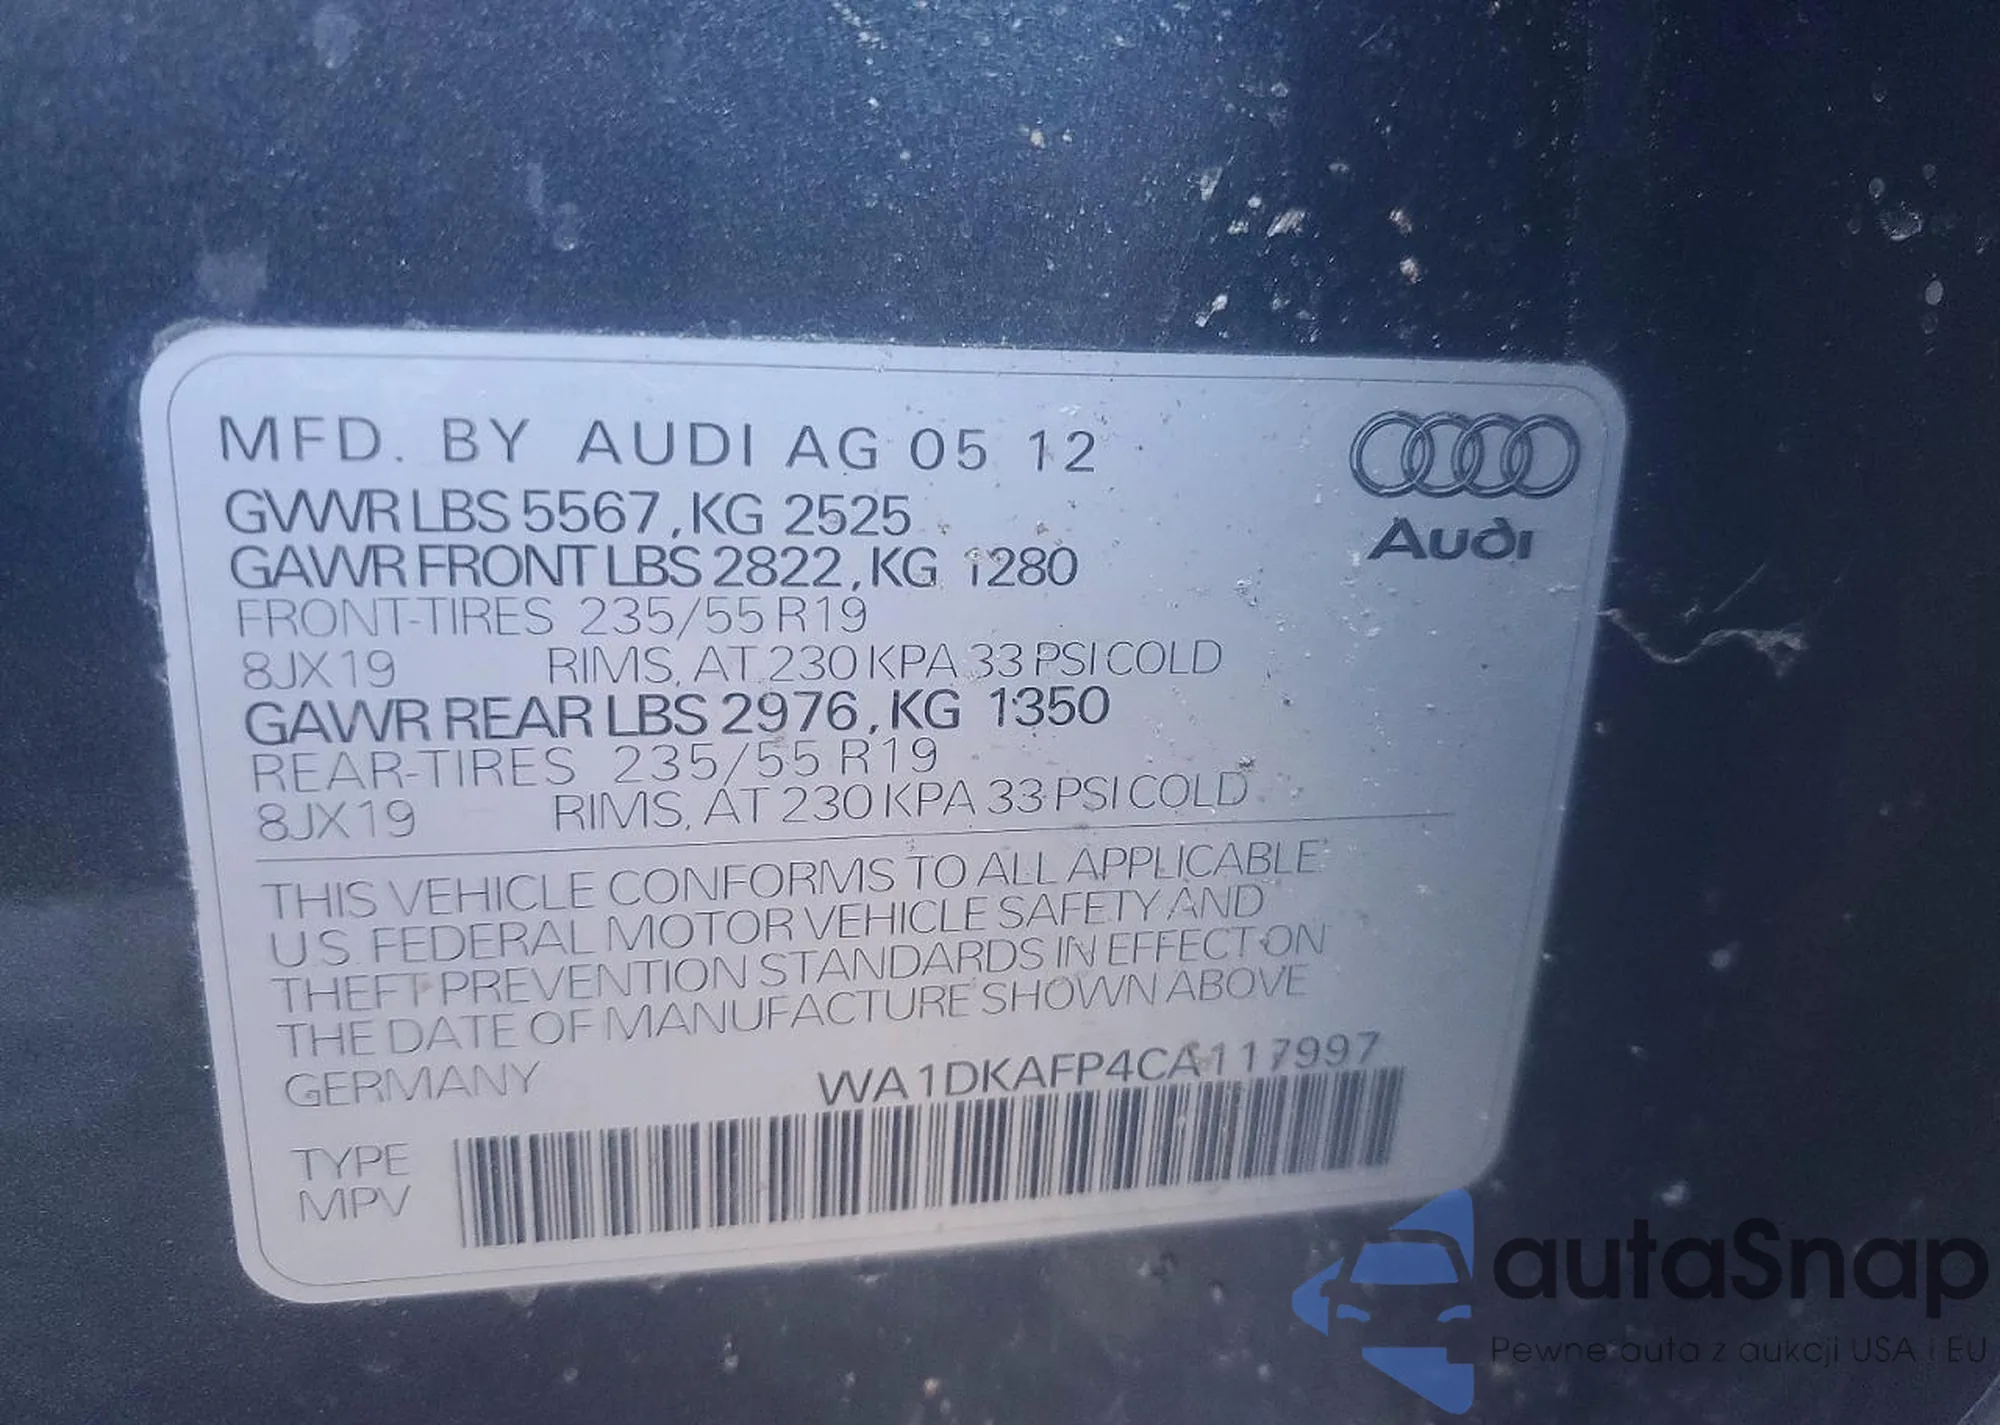 MFD. BY AUDI AG 05 12
GVWR LBS 5567, KG 2525
GAWR FRONT LBS 2822, KG 1280
FRONT-TIRES 235/55 R19
8JX19 RIMS, AT 230 KPA 33 PSI COLD
GAWR REAR LBS 2976, KG 1350
REAR-TIRES 235/55 R19
8JX19 RIMS, AT 230 KPA 33 PSI COLD
Audi
THIS VEHICLE CONFORMS TO ALL APPLICABLE
U.S. FEDERAL MOTOR VEHICLE SAFETY AND
THEFT PREVENTION STANDARDS IN EFFECT ON
THE DATE OF MANUFACTURE SHOWN ABOVE
GERMANY WA1DKAFP4CA117997
TYPE
MPV
autaSnap
Pewne auta z aukcji USA i EU